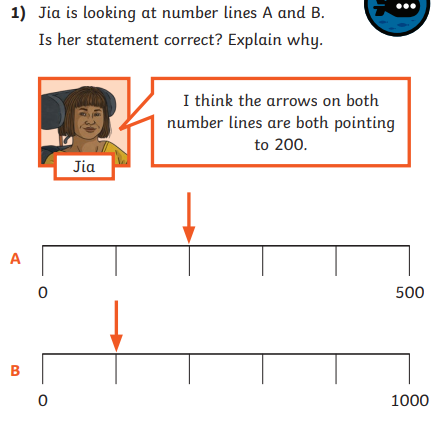 1) Jia is looking at number lines A and B.
Is her statement correct? Explain why.
I think the arrows on both
number lines are both pointing
to 200.
Jia
A
0
500
B
0
1000